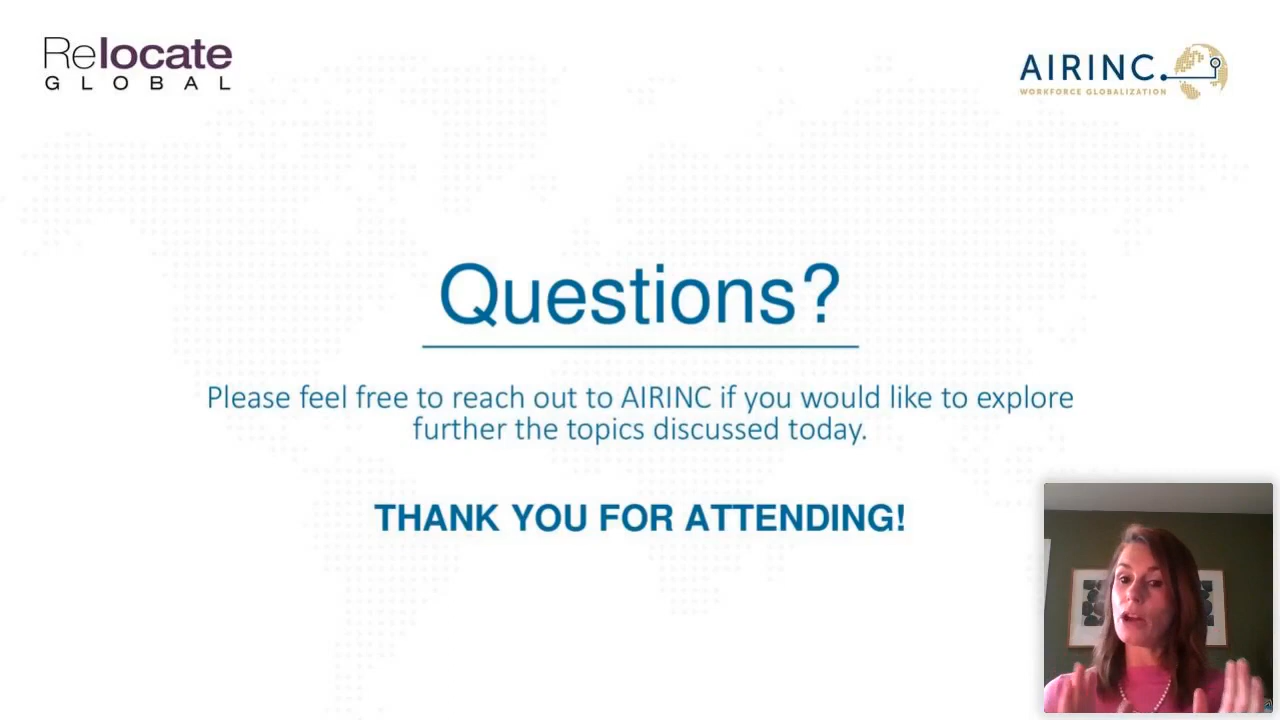 Relocate
GLOBAL
AIRINC.
WORKFORCE GLOBALIZATION
Questions?
Please feel free to reach out to AIRINC if you would like to explore
further the topics discussed today.
THANK YOU FOR ATTENDING!